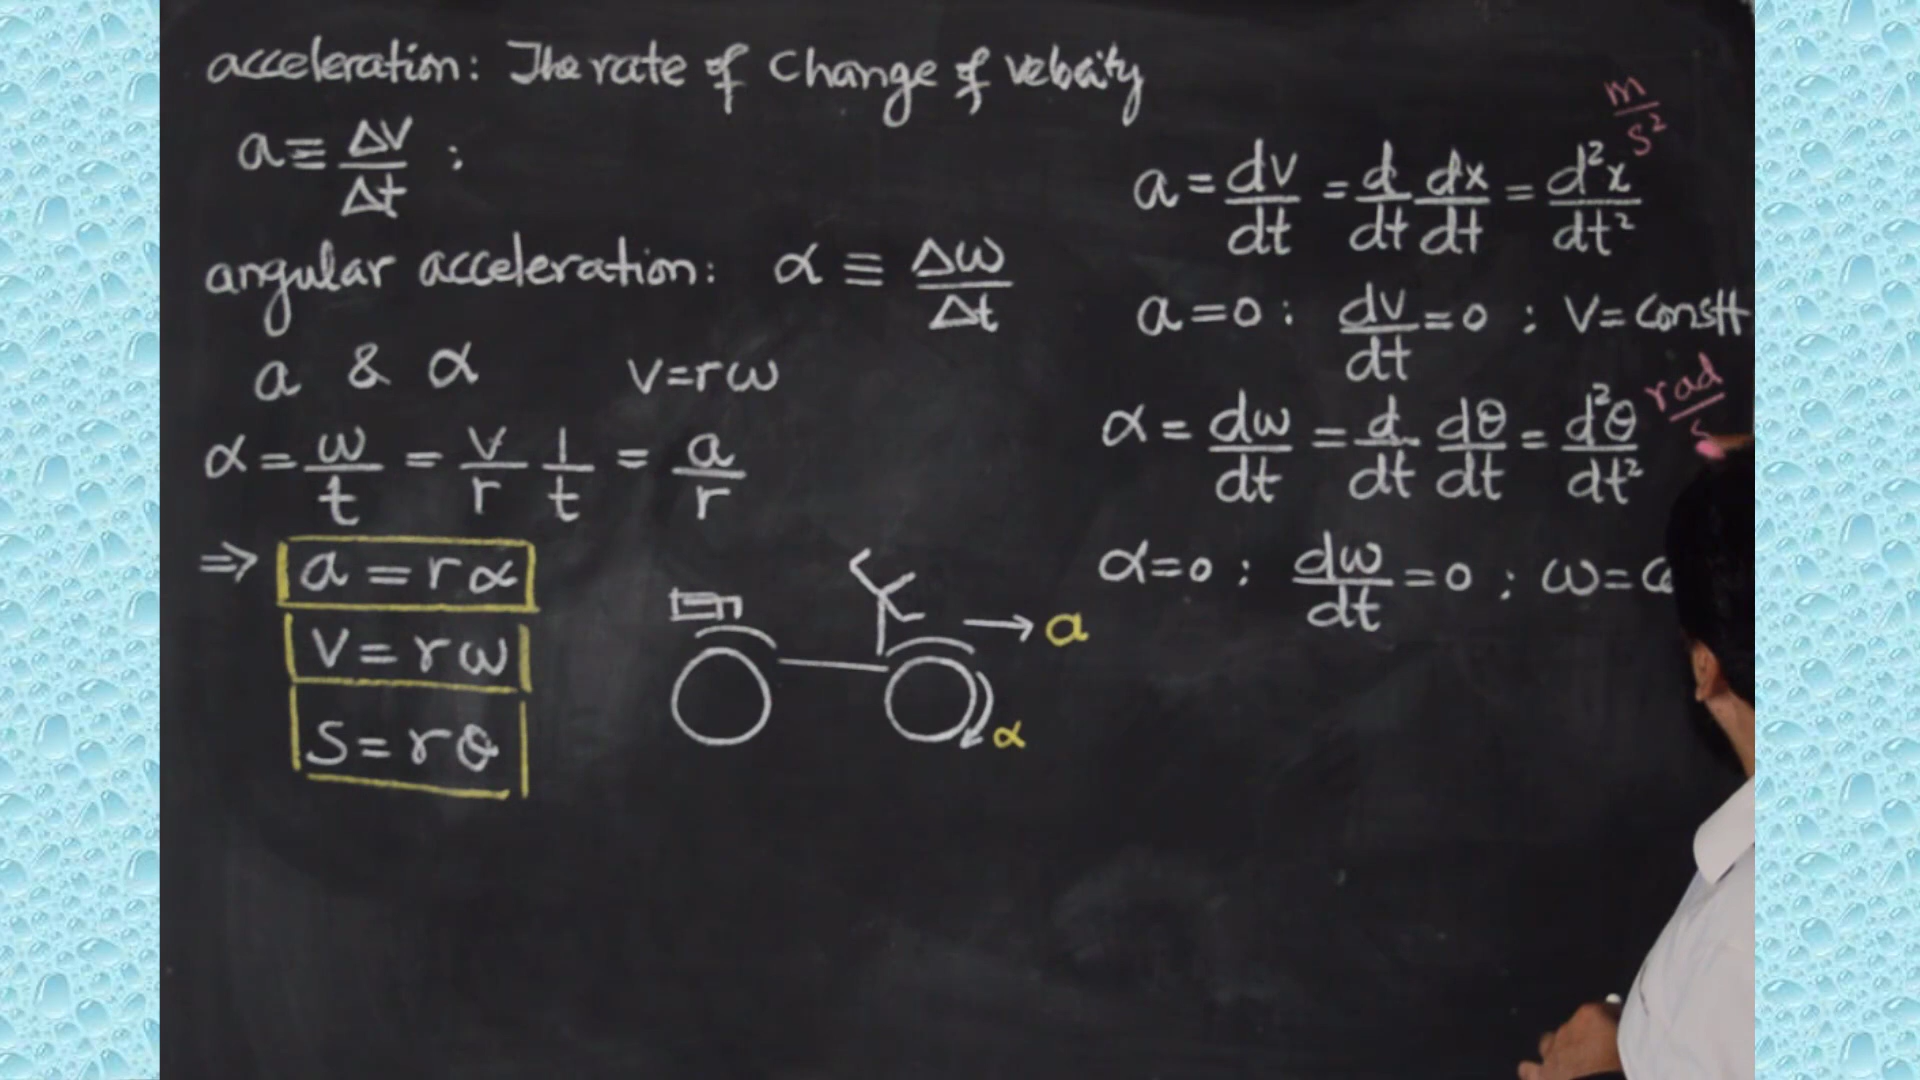 acceleration: The rate of Change of velocity
a ≡ Δv/Δt ;
angular acceleration: α ≡ Δω/Δt
a & α v=rω
α = ω/t = v/r 1/t = a/r
⇒ a = rα
v = rω
s = rθ
a
α
m/s²
a = dv/dt = d/dt dx/dt = d²x/dt²
a=0 : dv/dt =0 ; v=constt
rad/s
α = dω/dt = d/dt dθ/dt = d²θ/dt²
α=0 : dω/dt =0 ; ω=